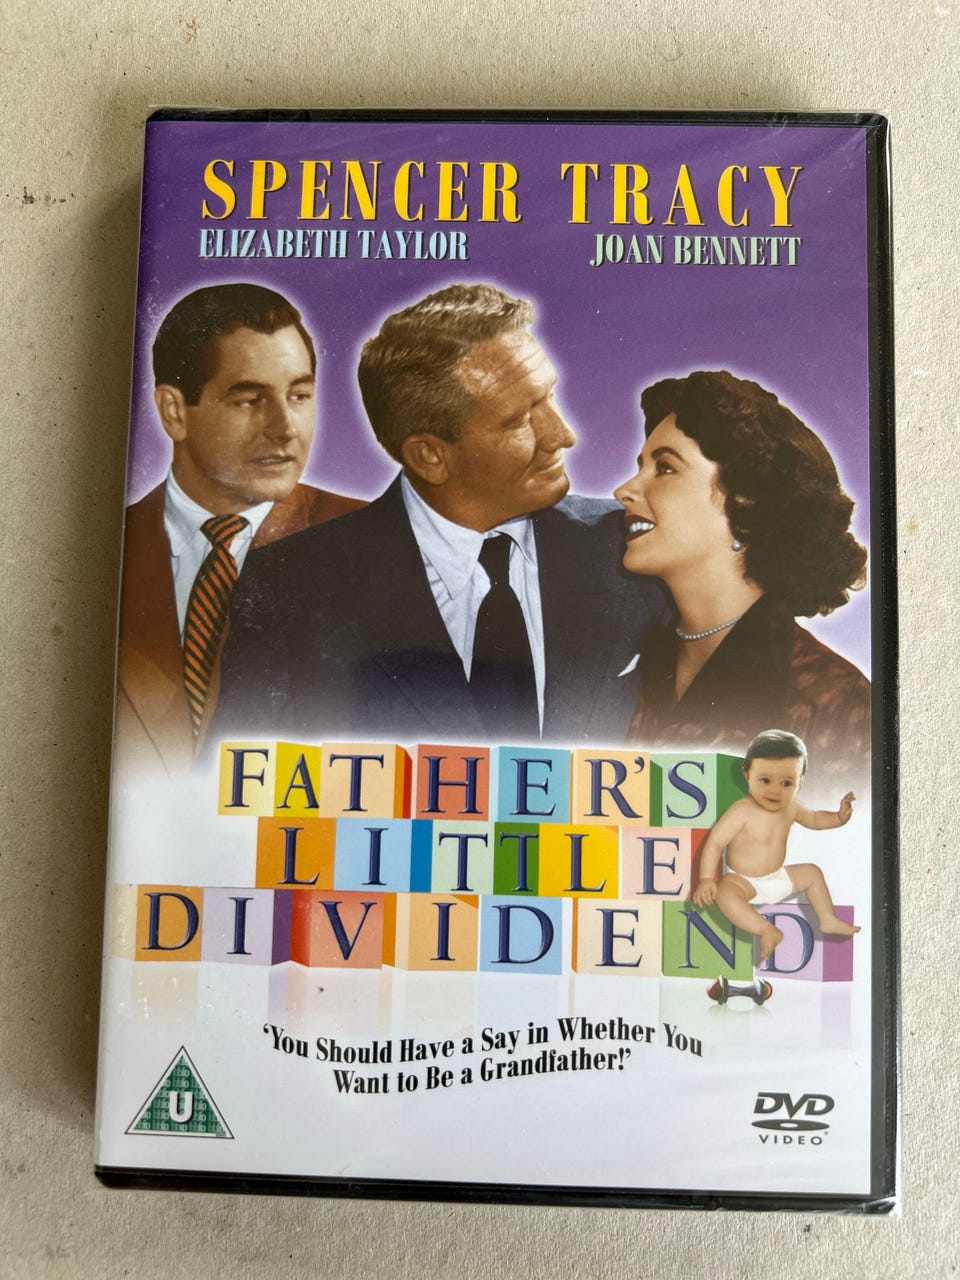 SPENCER TRACY
ELIZABETH TAYLOR JOAN BENNETT
FATHER'S
LITTLE
DIVIDEND
'You Should Have a Say in Whether You
Want to Be a Grandfather!'
U
DVD
VIDEO